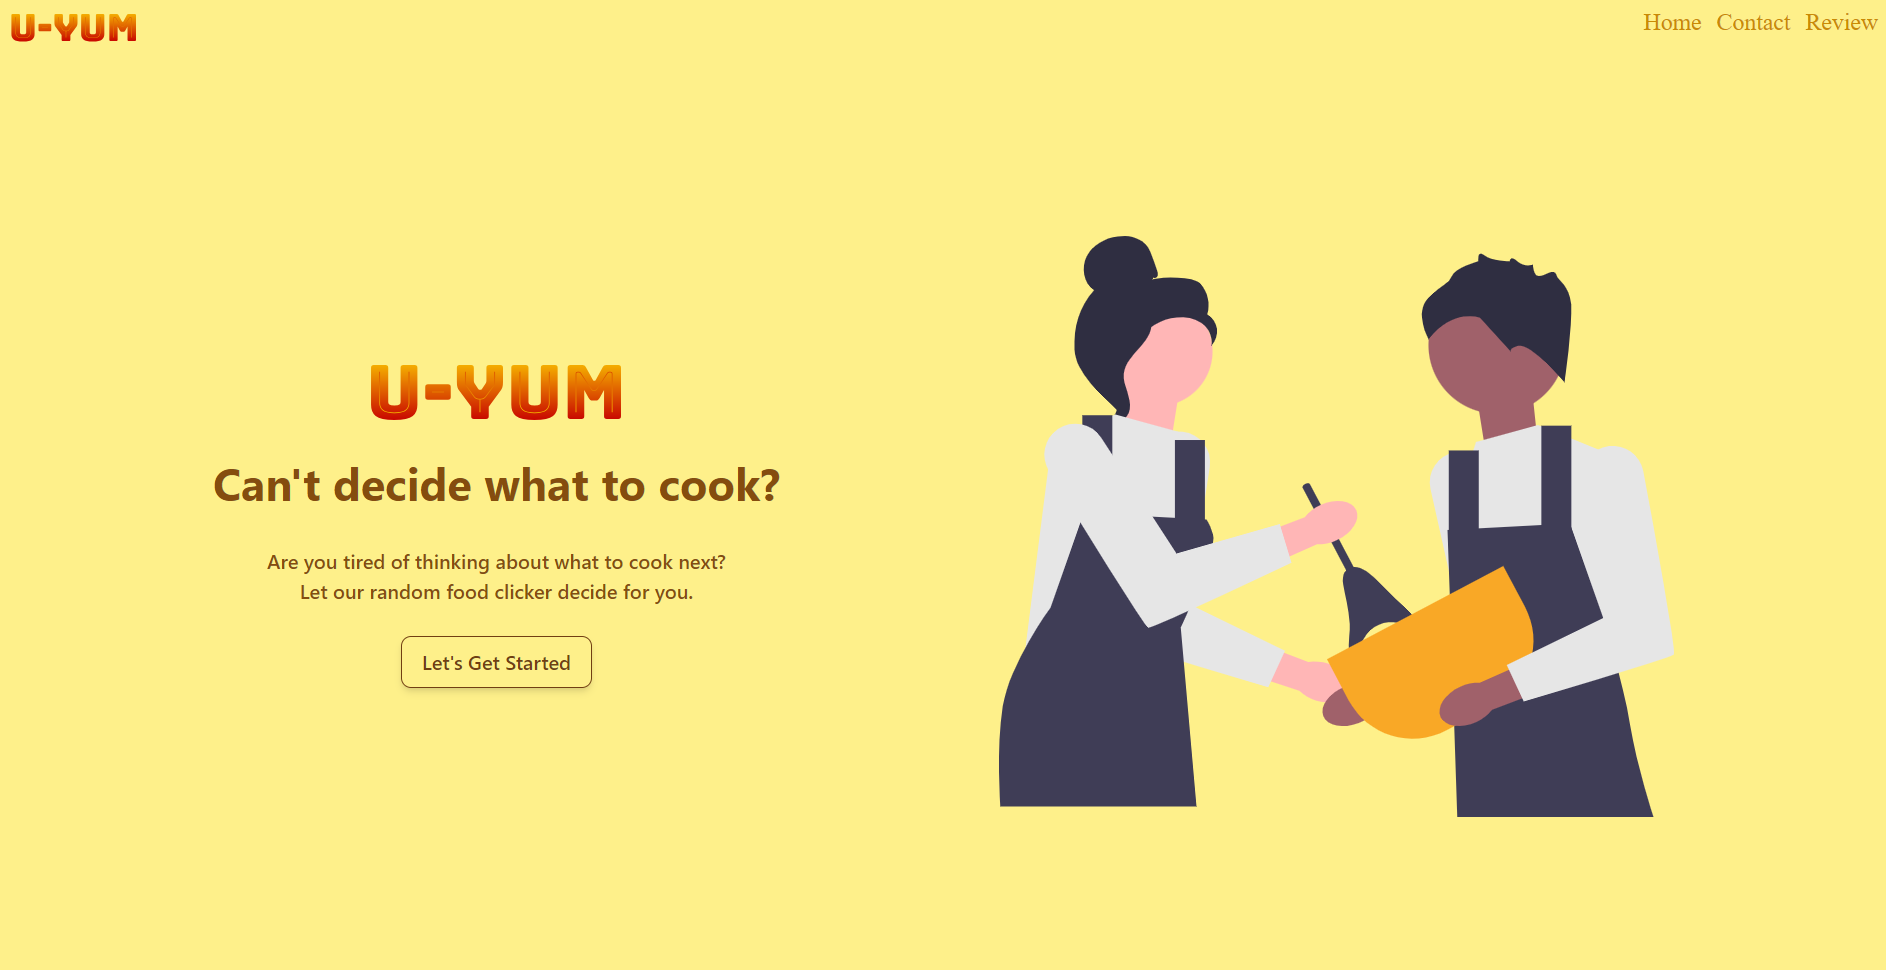 U-YUM
Home Contact Review
U-YUM
Can't decide what to cook?
Are you tired of thinking about what to cook next?
Let our random food clicker decide for you.
Let's Get Started